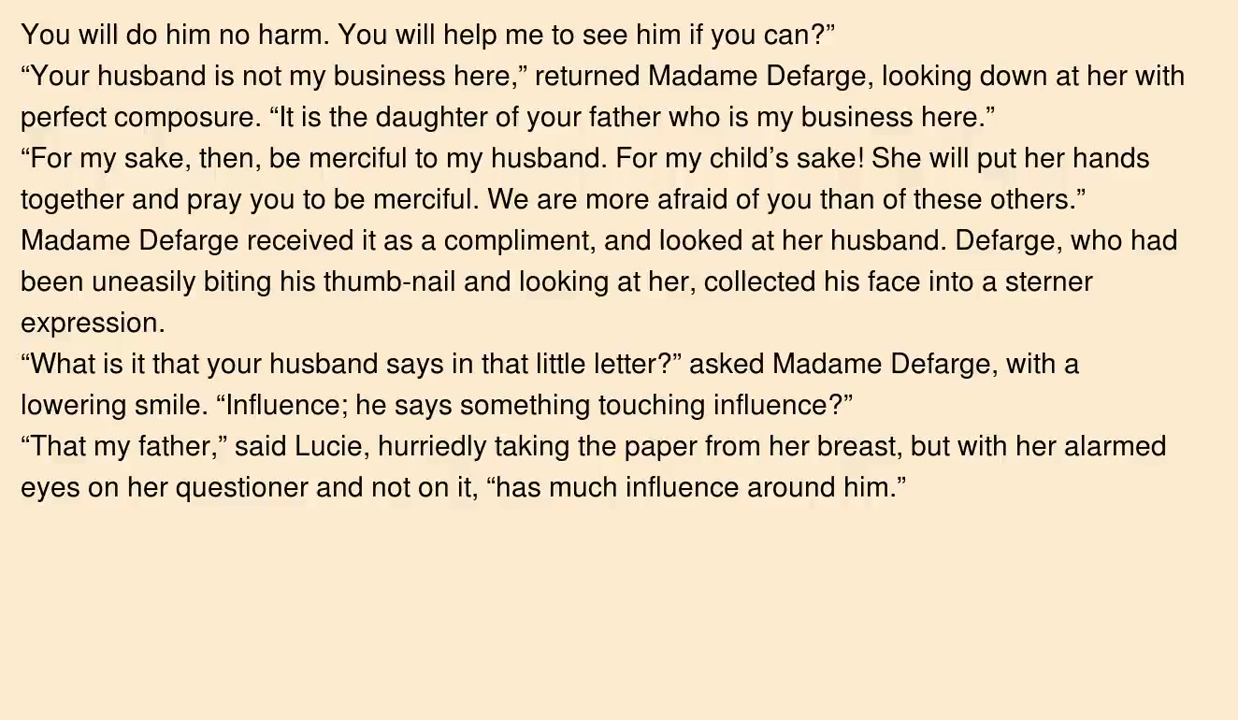 You will do him no harm. You will help me to see him if you can?”
“Your husband is not my business here,” returned Madame Defarge, looking down at her with
perfect composure. “It is the daughter of your father who is my business here.”
“For my sake, then, be merciful to my husband. For my child’s sake! She will put her hands
together and pray you to be merciful. We are more afraid of you than of these others.”
Madame Defarge received it as a compliment, and looked at her husband. Defarge, who had
been uneasily biting his thumb-nail and looking at her, collected his face into a sterner
expression.
“What is it that your husband says in that little letter?” asked Madame Defarge, with a
lowering smile. “Influence; he says something touching influence?”
“That my father,” said Lucie, hurriedly taking the paper from her breast, but with her alarmed
eyes on her questioner and not on it, “has much influence around him.”